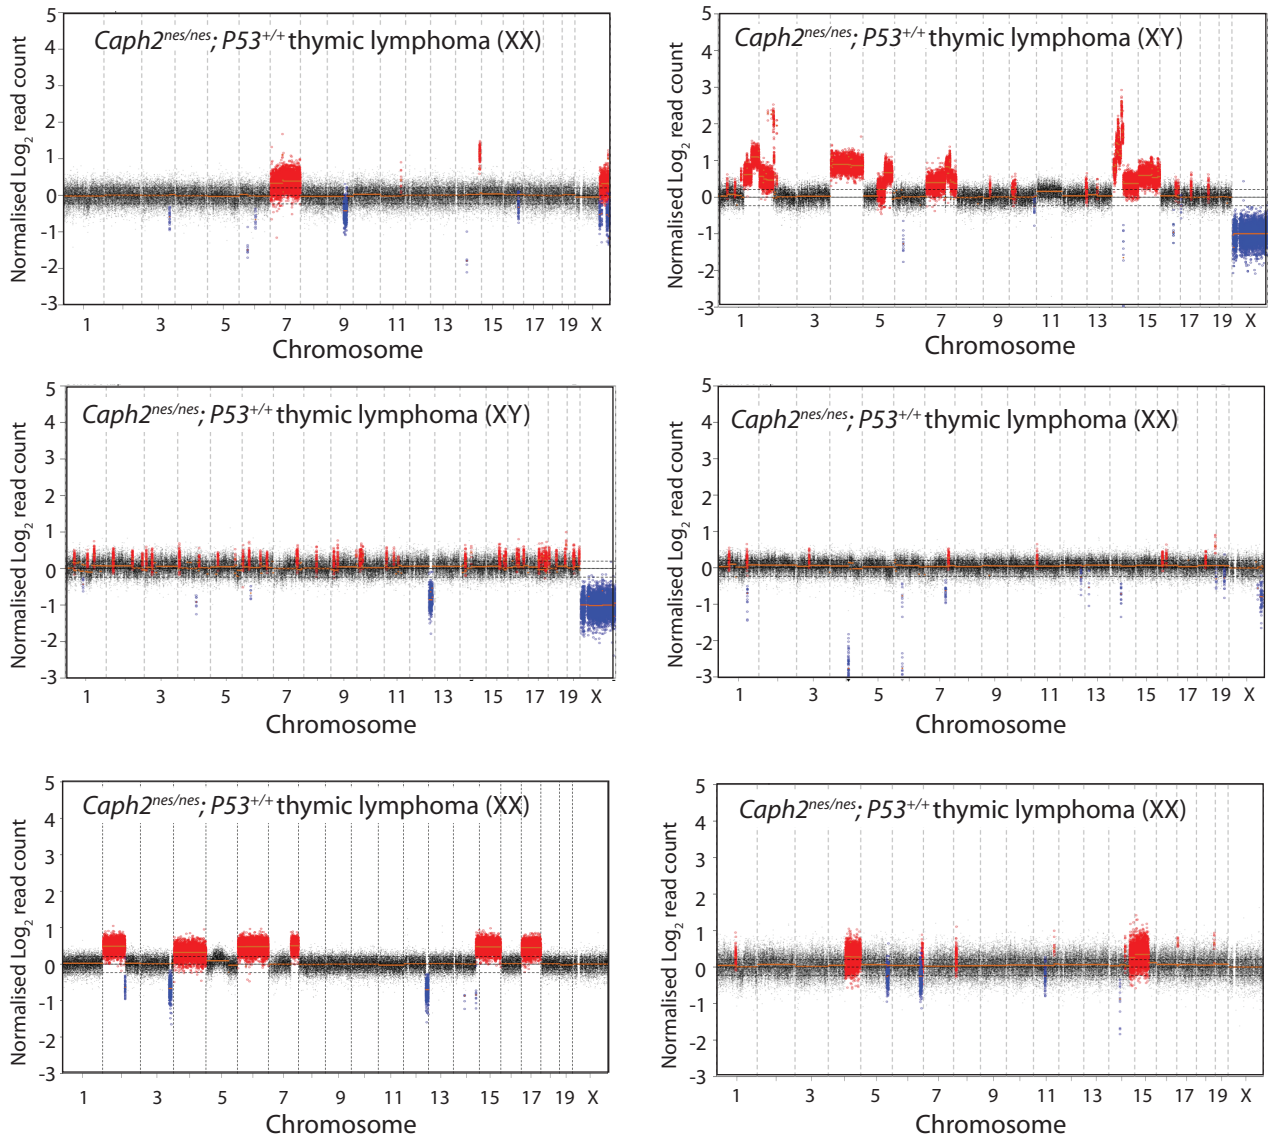 Caph2nes/nes; P53+/+ thymic lymphoma (XX)
Normalised Log2 read count
5
4
3
2
1
0
-1
-2
-3
1 3 5 7 9 11 13 15 17 19 X
Chromosome
Caph2nes/nes; P53+/+ thymic lymphoma (XY)
Normalised Log2 read count
5
4
3
2
1
0
-1
-2
-3
1 3 5 7 9 11 13 15 17 19 X
Chromosome
Caph2nes/nes; P53+/+ thymic lymphoma (XY)
Normalised Log2 read count
5
4
3
2
1
0
-1
-2
-3
1 3 5 7 9 11 13 15 17 19 X
Chromosome
Caph2nes/nes; P53+/+ thymic lymphoma (XX)
Normalised Log2 read count
5
4
3
2
1
0
-1
-2
-3
1 3 5 7 9 11 13 15 17 19 X
Chromosome
Caph2nes/nes; P53+/+ thymic lymphoma (XX)
Normalised Log2 read count
5
4
3
2
1
0
-1
-2
-3
1 3 5 7 9 11 13 15 17 19 X
Chromosome
Caph2nes/nes; P53+/+ thymic lymphoma (XX)
Normalised Log2 read count
5
4
3
2
1
0
-1
-2
-3
1 3 5 7 9 11 13 15 17 19 X
Chromosome